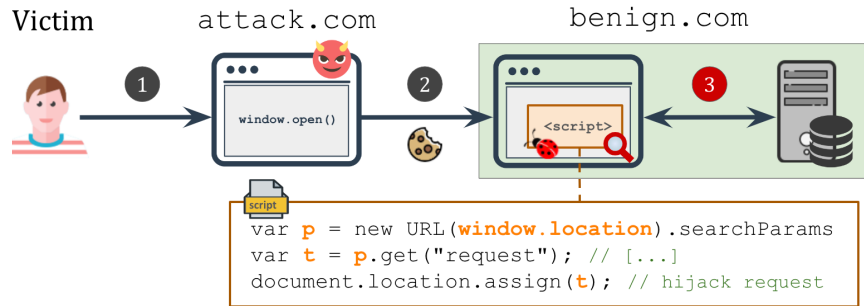 Victim
attack.com
benign.com
1
2
3
window.open()
<script>
script
var p = new URL(window.location).searchParams
var t = p.get("request"); // [...]
document.location.assign(t); // hijack request